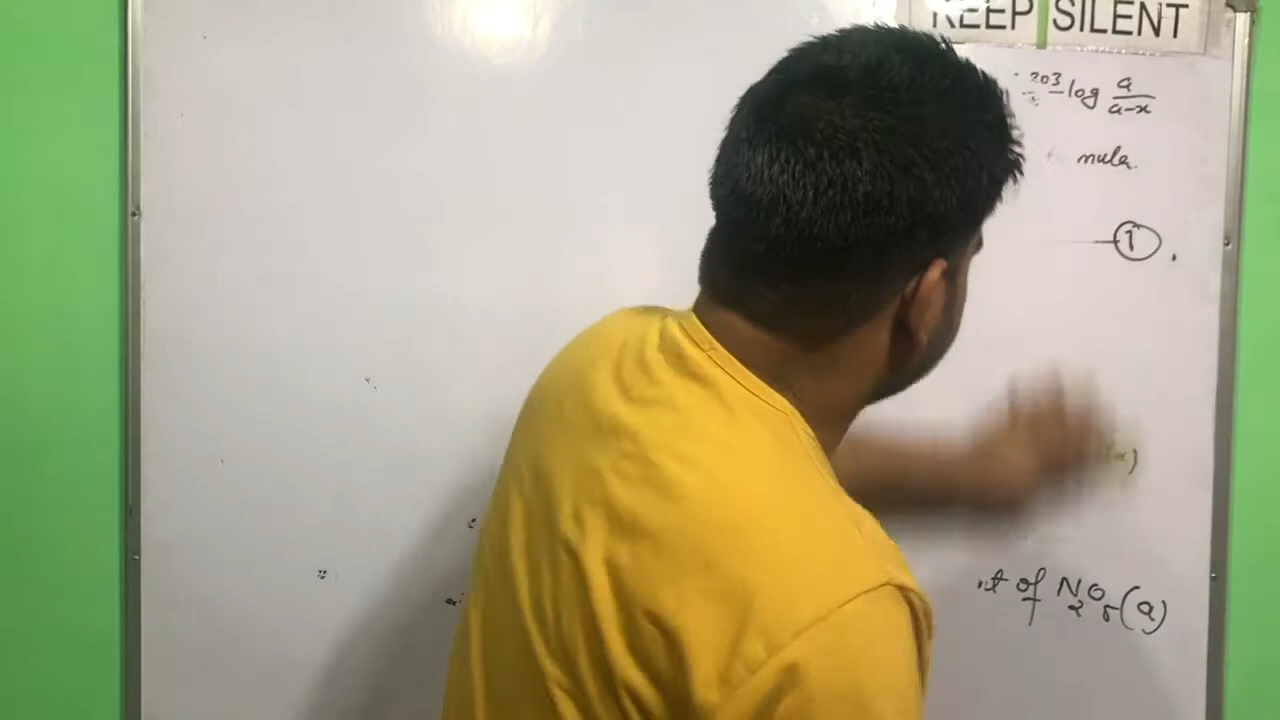 KEEP SILENT
203 log a/a-x
mula.
①.
(x)
of N₂O₅(a)